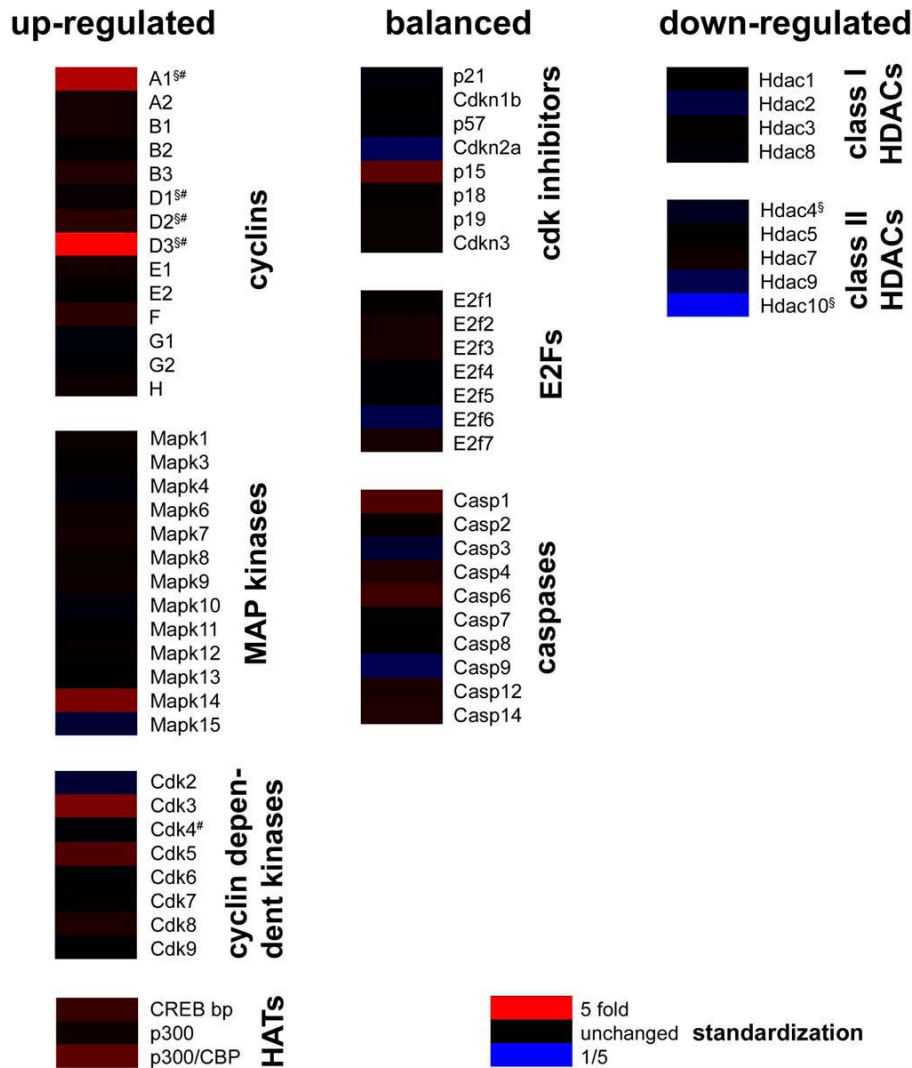 up-regulated
A1§#
A2
B1
B2
B3
D1§#
D2§#
D3§#
E1
E2
F
G1
G2
H
cyclins
Mapk1
Mapk3
Mapk4
Mapk6
Mapk7
Mapk8
Mapk9
Mapk10
Mapk11
Mapk12
Mapk13
Mapk14
Mapk15
MAP kinases
Cdk2
Cdk3
Cdk4#
Cdk5
Cdk6
Cdk7
Cdk8
Cdk9
cyclin depen-
dent kinases
CREB bp
p300
p300/CBP
HATs
balanced
p21
Cdkn1b
p57
Cdkn2a
p15
p18
p19
Cdkn3
cdk inhibitors
E2f1
E2f2
E2f3
E2f4
E2f5
E2f6
E2f7
E2Fs
Casp1
Casp2
Casp3
Casp4
Casp6
Casp7
Casp8
Casp9
Casp12
Casp14
caspases
down-regulated
Hdac1
Hdac2
Hdac3
Hdac8
class I
HDACs
Hdac4§
Hdac5
Hdac7
Hdac9
Hdac10§
class II
HDACs
5 fold
unchanged
1/5
standardization